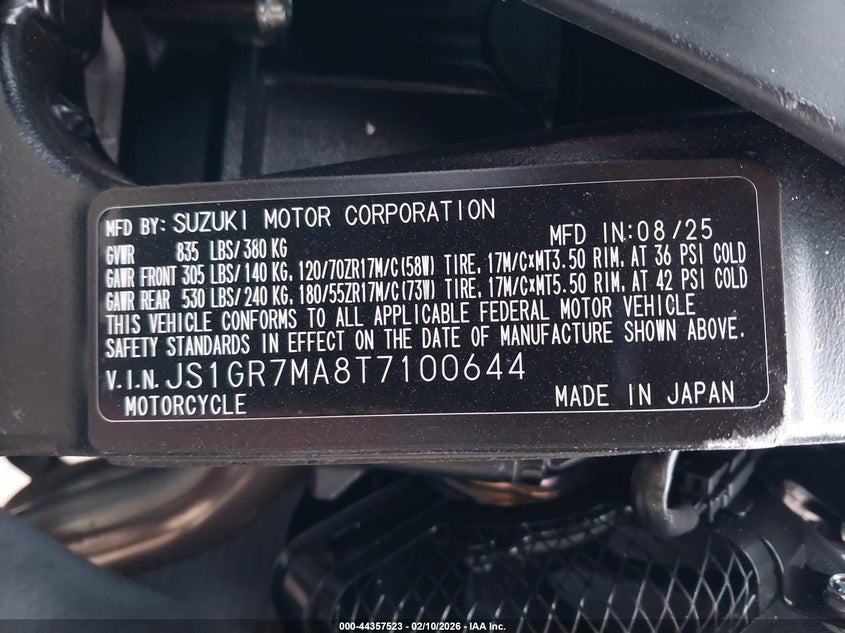 MFD BY: SUZUKI MOTOR CORPORATION
MFD IN: 08/25
GVWR 835 LBS/ 380 KG
GAWR FRONT 305 LBS/ 140 KG, 120/70ZR17M/C(58W) TIRE, 17M/C×MT3.50 RIM, AT 36 PSI COLD
GAWR REAR 530 LBS/ 240 KG, 180/55ZR17M/C(73W) TIRE, 17M/C×MT5.50 RIM, AT 42 PSI COLD
THIS VEHICLE CONFORMS TO ALL APPLICABLE FEDERAL MOTOR VEHICLE
SAFETY STANDARDS IN EFFECT ON THE DATE OF MANUFACTURE SHOWN ABOVE.
V.I.N. JS1GR7MA8T7100644
MOTORCYCLE MADE IN JAPAN
000-44357523 - 02/10/2026 - IAA Inc.